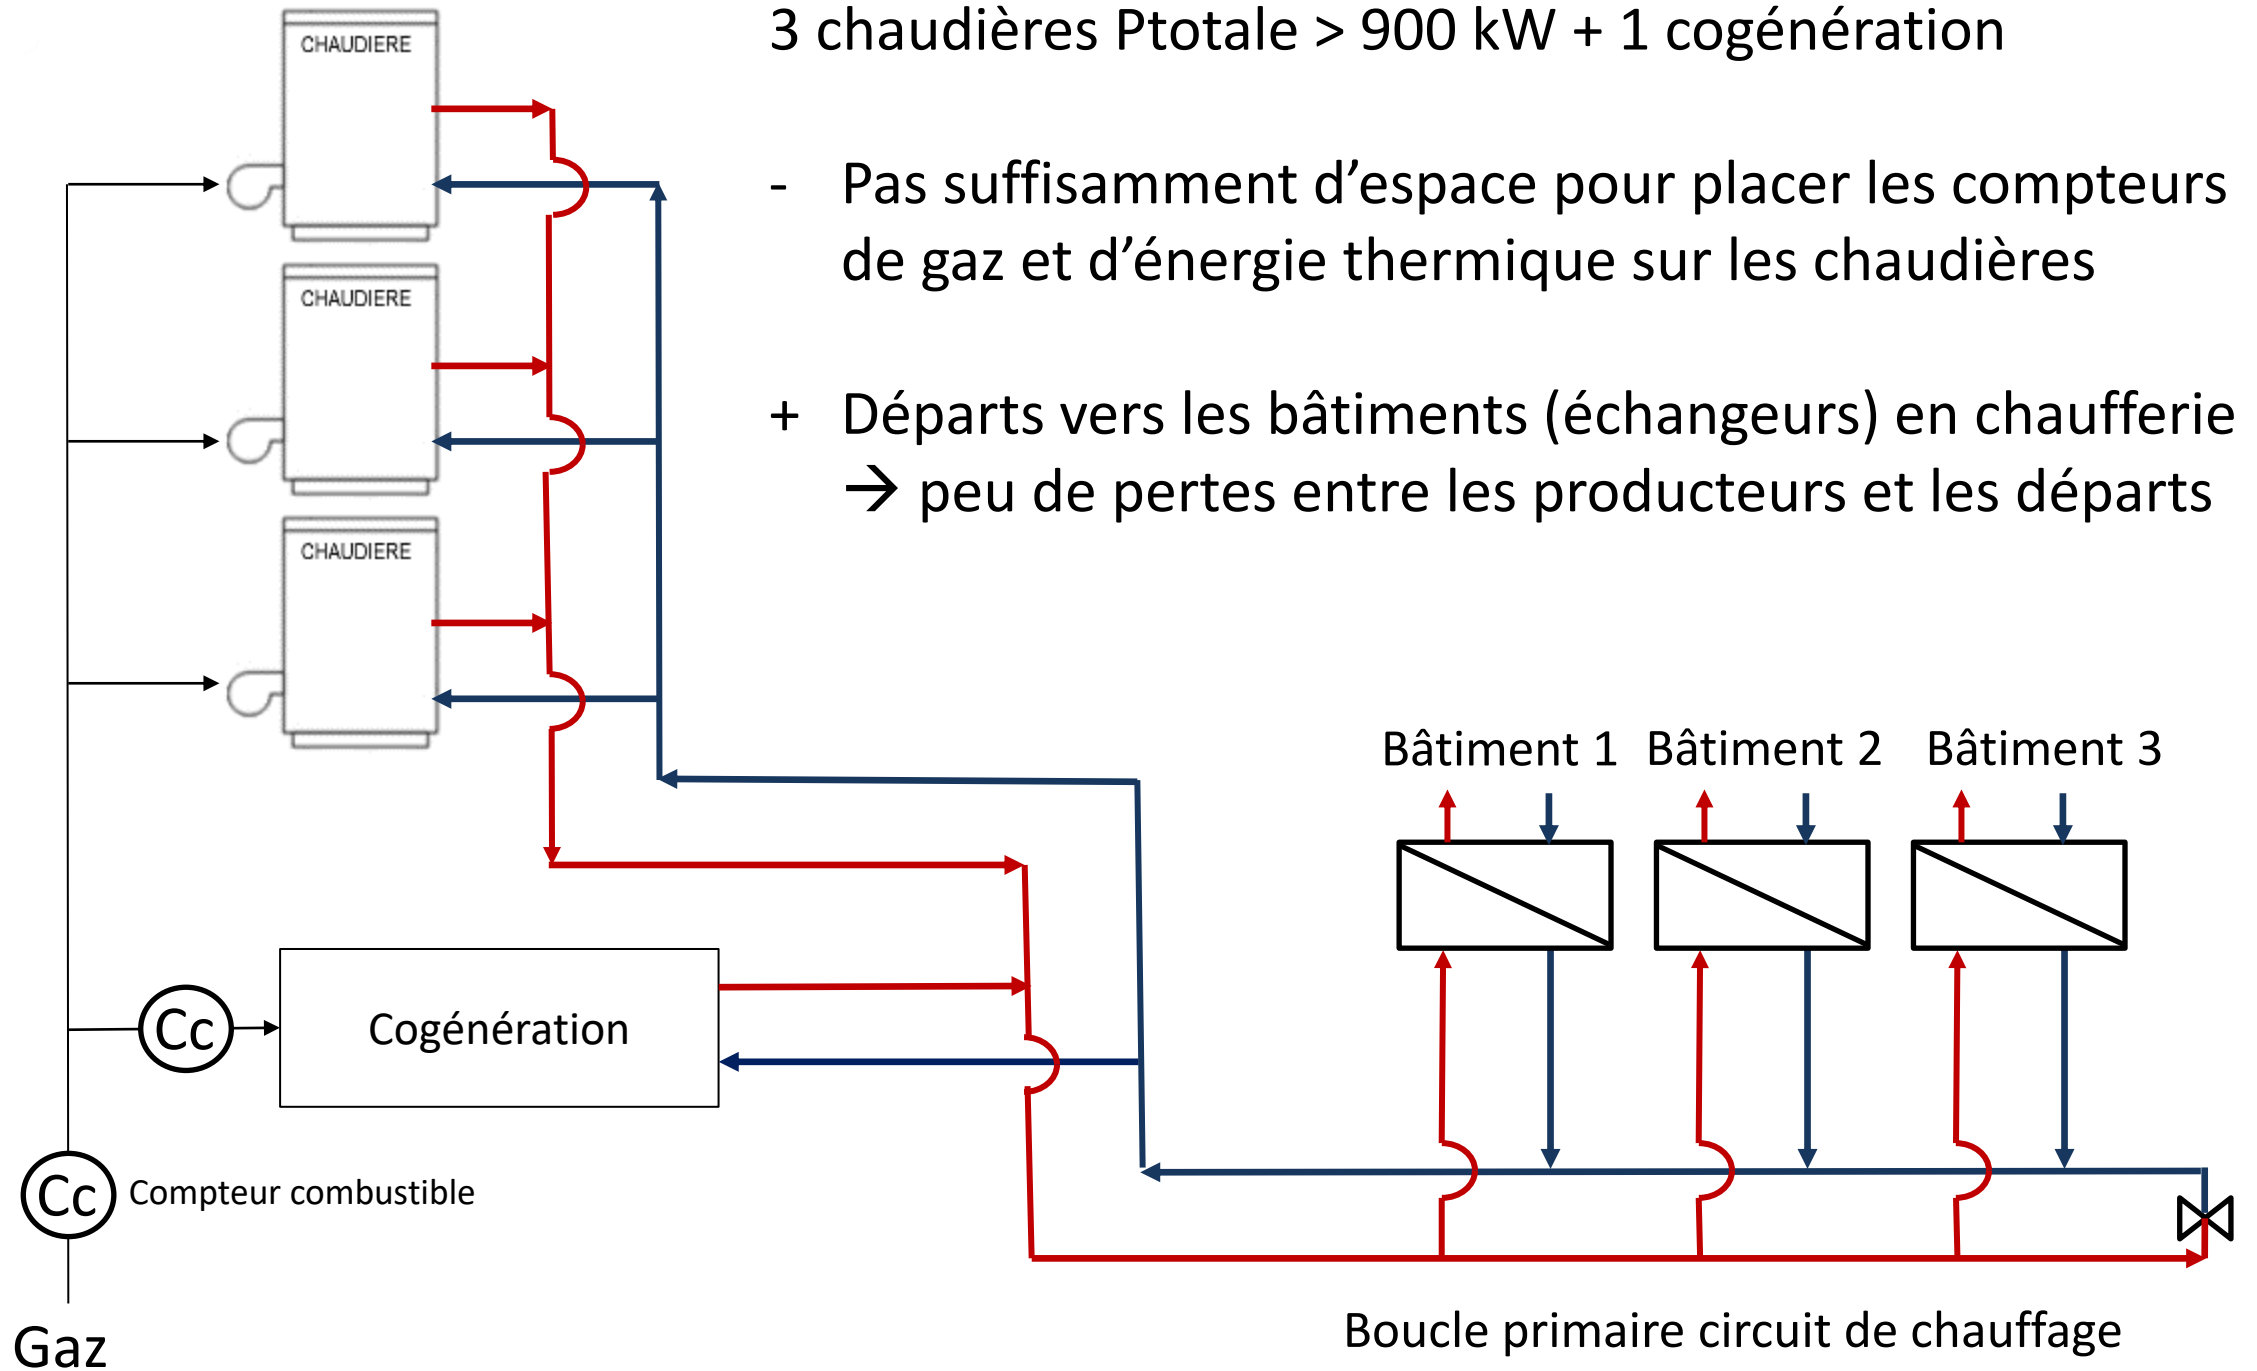 3 chaudières Ptotale > 900 kW + 1 cogénération
- Pas suffisamment d’espace pour placer les compteurs
de gaz et d’énergie thermique sur les chaudières
+ Départs vers les bâtiments (échangeurs) en chaufferie
→ peu de pertes entre les producteurs et les départs
CHAUDIERE
CHAUDIERE
CHAUDIERE
Bâtiment 1 Bâtiment 2 Bâtiment 3
Cc
Cogénération
Cc Compteur combustible
Gaz
Boucle primaire circuit de chauffage